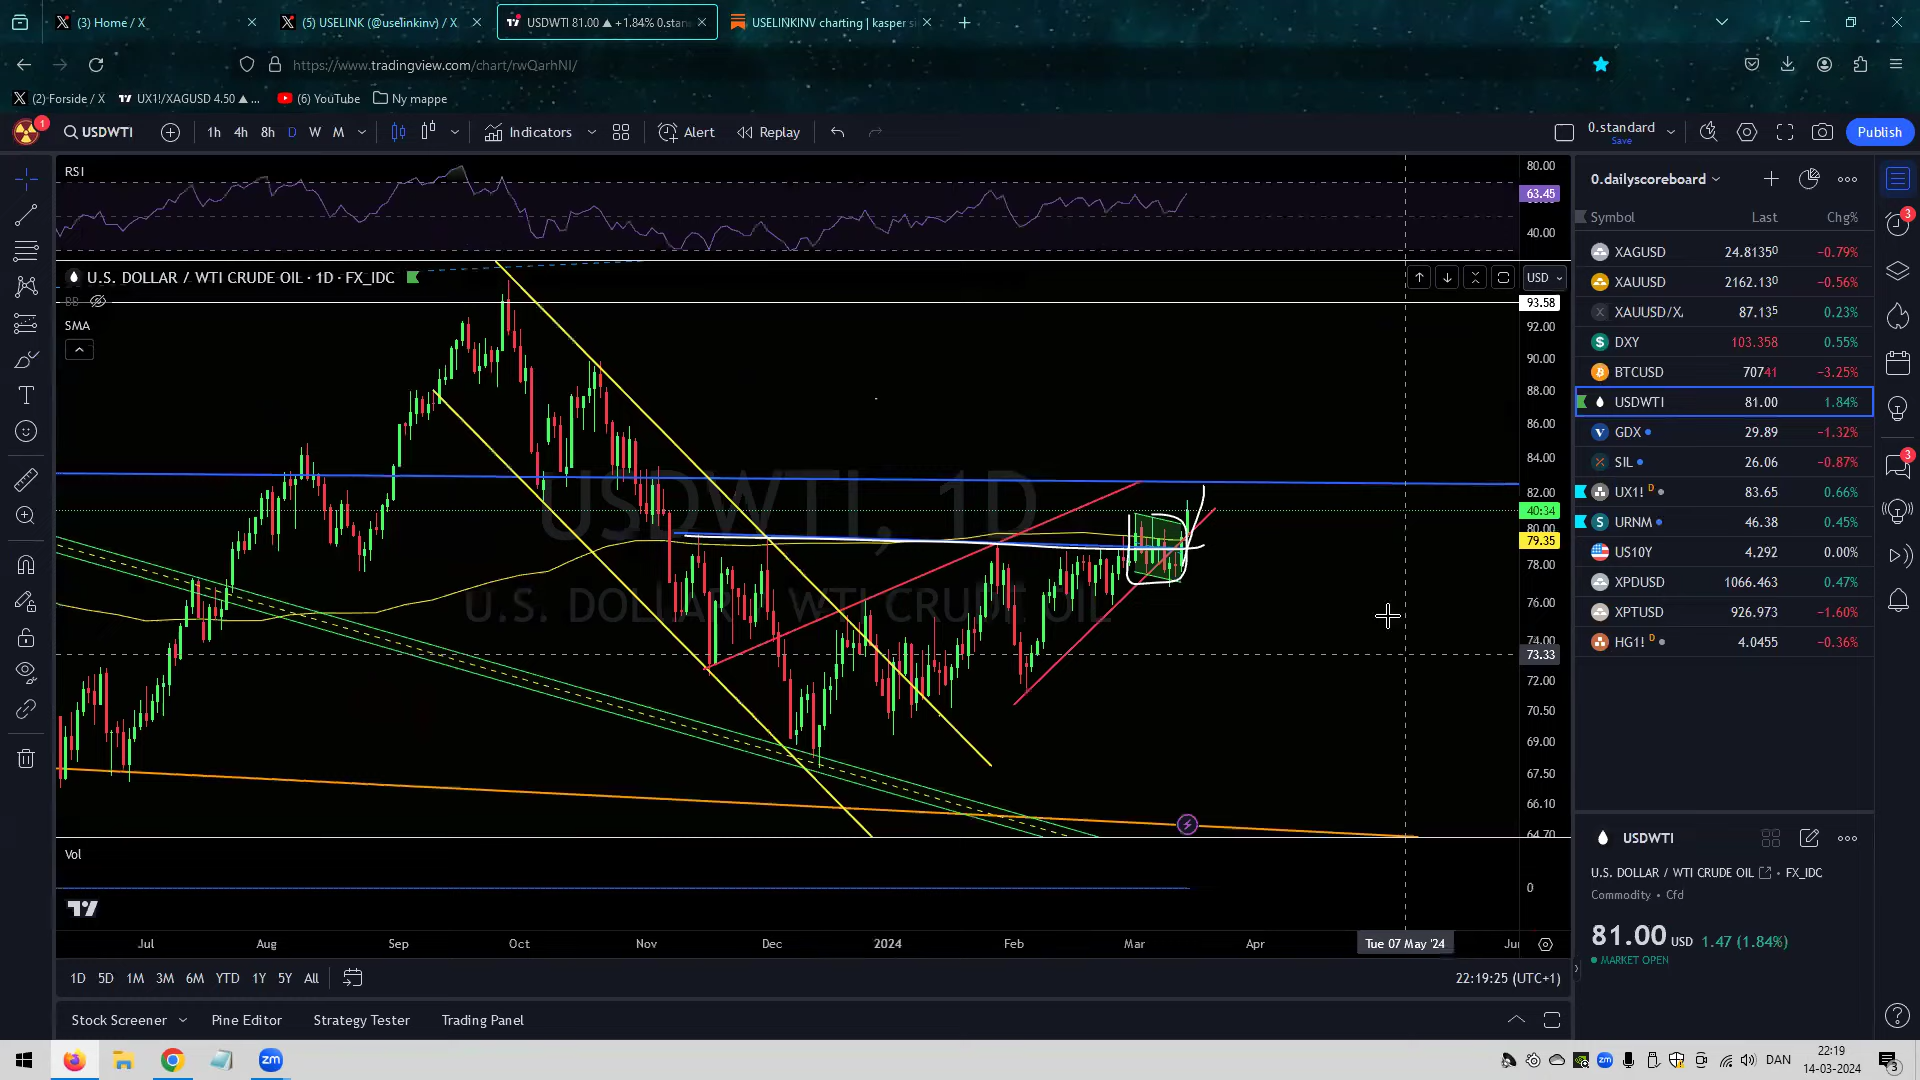 (3) Home / X
(5) USELINK (@uselinkinv) / X
USDWTI 81.00 ▲ +1.84% 0.stan
USELINKINV charting | kasper s
https://www.tradingview.com/chart/rwQarhNI/
(2) Forside / X
UX1!/XAGUSD 4.50 ▲ ...
(6) YouTube
Ny mappe
1
USDWTI
1h 4h 8h D W M
Indicators
Alert
Replay
0.standard
Save
Publish
RSI
80.00
63.45
40.00
U.S. DOLLAR / WTI CRUDE OIL · 1D · FX_IDC
USD
BB
SMA
USDWTI, 1D
U.S. DOLLAR / WTI CRUDE OIL
93.58
92.00
90.00
88.00
86.00
84.00
82.00
40:34
80.00
79.35
78.00
76.00
74.00
73.33
72.00
70.50
69.00
67.50
66.10
64.70
Vol
0
Jul Aug Sep Oct Nov Dec 2024 Feb Mar Apr Tue 07 May '24
1D 5D 1M 3M 6M YTD 1Y 5Y All
22:19:25 (UTC+1)
Stock Screener
Pine Editor
Strategy Tester
Trading Panel
0.dailyscoreboard
Symbol Last Chg%
XAGUSD 24.8135⁰ −0.79%
XAUUSD 2162.13⁰ −0.56%
XAUUSD/X 87.13⁵ 0.23%
DXY 103.358 0.55%
BTCUSD 70741 −3.25%
USDWTI 81.00 1.84%
GDX 29.89 −1.32%
SIL 26.06 −0.87%
UX1! D 83.65 0.66%
URNM 46.38 0.45%
US10Y 4.292 0.00%
XPDUSD 1066.463 0.47%
XPTUSD 926.973 −1.60%
HG1! D 4.0455 −0.36%
USDWTI
U.S. DOLLAR / WTI CRUDE OIL • FX_IDC
Commodity • Cfd
81.00 USD 1.47 (1.84%)
MARKET OPEN
3
3
zm
zm
DAN
22:19
14-03-2024
3